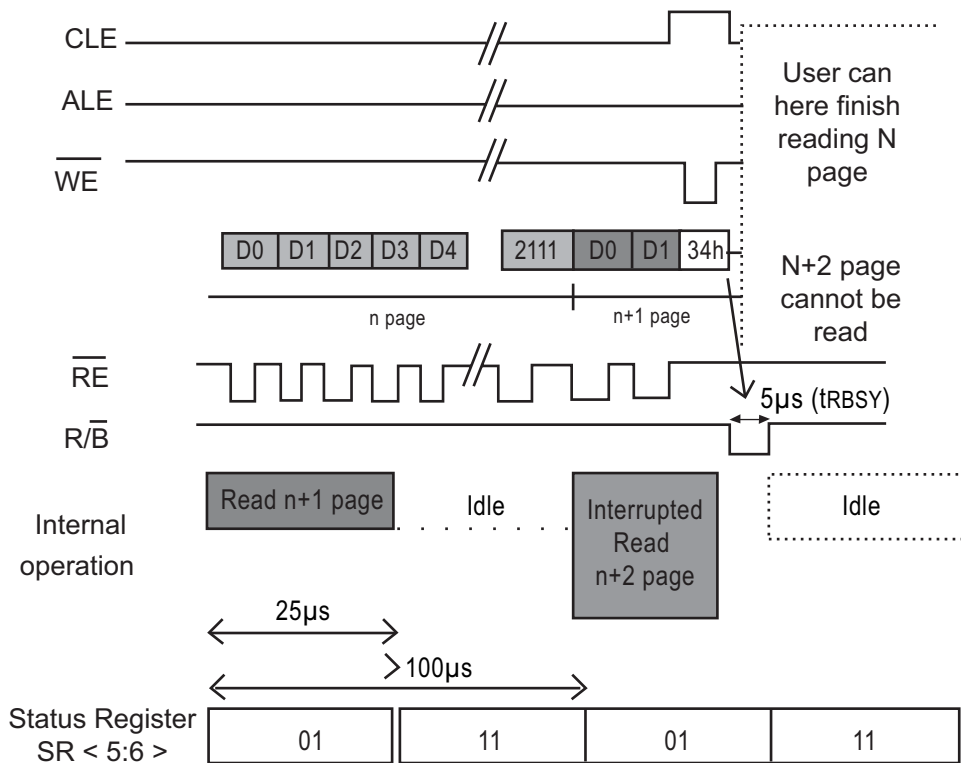 CLE
ALE
WE
User can
here finish
reading N
page
N+2 page
cannot be
read
D0 D1 D2 D3 D4 2111 D0 D1 34h
n page n+1 page
RE
5µs (tRBSY)
R/B
Internal
operation
Read n+1 page
Idle
Interrupted
Read
n+2 page
Idle
25µs
>100µs
Status Register
SR < 5:6 >
01 11 01 11